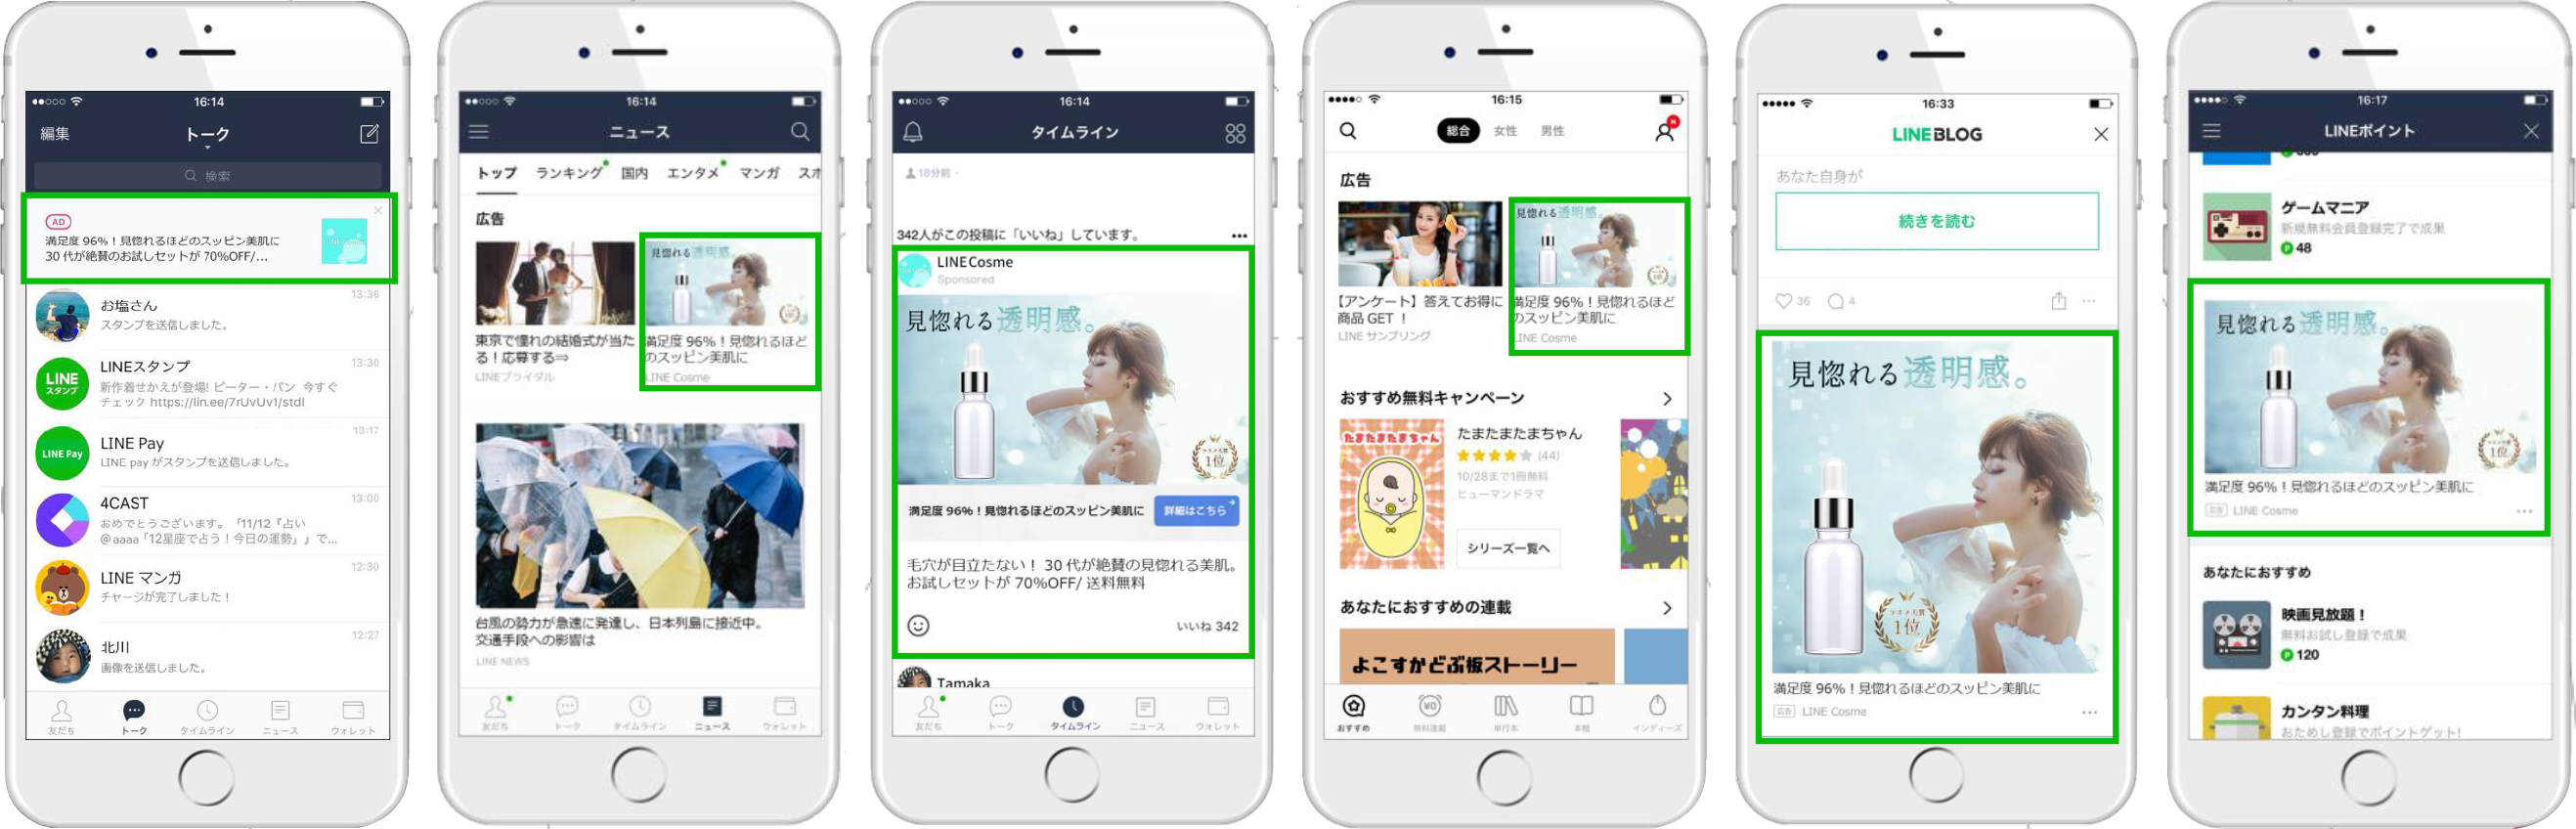 16:14
編集
トーク
検索
AD
満足度 96%！見惚れるほどのスッピン美肌に
30 代が絶賛のお試しセットが 70%OFF/...
お塩さん
13:36
スタンプを送信しました。
LINE
スタンプ
LINEスタンプ
13:30
新作着せかえが登場! ピーター・パン 今すぐ
チェック https://lin.ee/7rUvUv1/stdl
LINE Pay
LINE Pay
13:17
LINE pay がスタンプを送信しました。
4CAST
13:00
おめでとうございます。「11/12『占い
@aaaa「12星座で占う！今日の運勢」』で...
LINE マンガ
12:30
チャージが完了しました！
北川
12:27
画像を送信しました。
友だち
トーク
タイムライン
ニュース
ウォレット
16:14
ニュース
トップ
ランキング
国内
エンタメ
マンガ
スポ
広告
見惚れる透明感。
東京で憧れの結婚式が当た
る！応募する⇒
LINEブライダル
満足度 96%！見惚れるほど
のスッピン美肌に
LINE Cosme
台風の勢力が急速に発達し、日本列島に接近中。
交通手段への影響は
LINE NEWS
友だち
トーク
タイムライン
ニュース
ウォレット
16:14
タイムライン
18分前
342人がこの投稿に「いいね」しています。
LINE Cosme
Sponsored
見惚れる透明感。
コスメ大賞
1位
満足度 96%！見惚れるほどのスッピン美肌に
詳細はこちら
毛穴が目立たない！ 30 代が絶賛の見惚れる美肌。
お試しセットが 70%OFF/ 送料無料
いいね 342
Tamaka
友だち
トーク
タイムライン
ニュース
ウォレット
16:15
総合
女性
男性
N
広告
見惚れる透明感。
【アンケート】答えてお得に
商品 GET ！
LINE サンプリング
満足度 96%！見惚れるほど
のスッピン美肌に
LINE Cosme
おすすめ無料キャンペーン
たまたまたまちゃん
たまたまたまちゃん
(44)
10/28まで1冊無料
ヒューマンドラマ
シリーズ一覧へ
あなたにおすすめの連載
よこすかどぶ板ストーリー
おすすめ
¥0
無料連載
単行本
本棚
インディーズ
16:33
LINE BLOG
あなた自身が
続きを読む
36
4
見惚れる透明感。
コスメ大賞
1位
満足度 96%！見惚れるほどのスッピン美肌に
広告
LINE Cosme
16:17
LINEポイント
ゲームマニア
新規無料会員登録完了で成果
P 48
見惚れる透明感。
コスメ大賞
1位
満足度 96%！見惚れるほどのスッピン美肌に
広告
LINE Cosme
あなたにおすすめ
映画見放題！
無料お試し登録で成果
P 120
カンタン料理
おためし登録でポイントゲット!